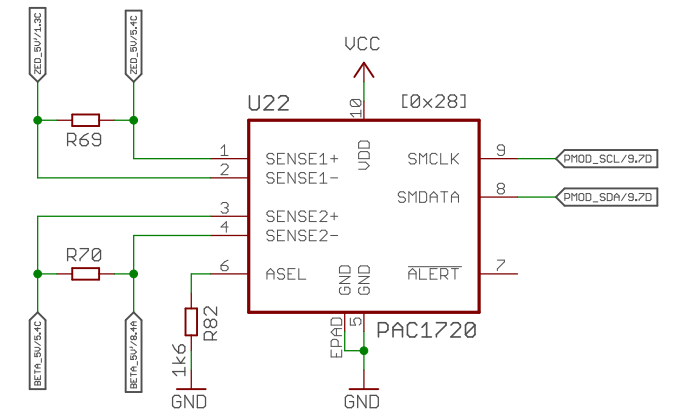 ZED_5V'/1.3C
ZED_5V/5.4C
VCC
U22
10
[0x28]
R69
1
SENSE1+
VDD
SMCLK
9
PMOD_SCL/9.7D
2
SENSE1-
3
SENSE2+
SMDATA
8
PMOD_SDA/9.7D
4
SENSE2-
R70
6
ASEL
GND
GND
ALERT
7
BETA_5V/5.4C
BETA_5V'/8.4A
R82
1k6
EPAD
5
PAC1720
GND
GND